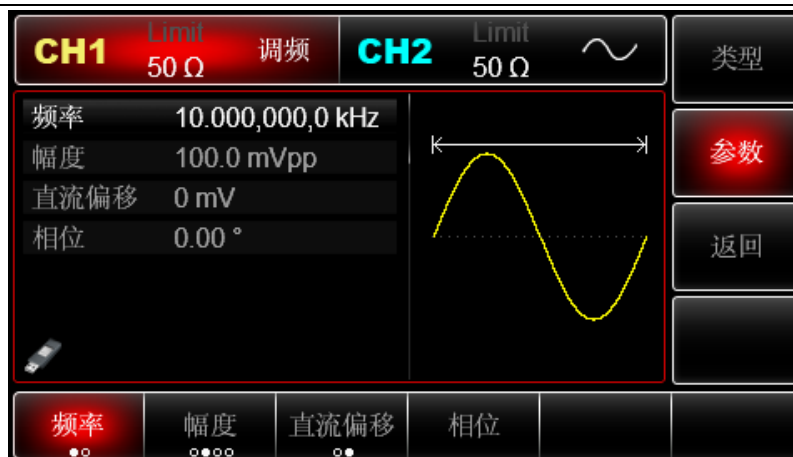 CH1 Limit 50 Ω 调频
CH2 Limit 50 Ω
类型
频率 10.000,000,0 kHz
幅度 100.0 mVpp
直流偏移 0 mV
相位 0.00 °
参数
返回
频率 幅度 直流偏移 相位